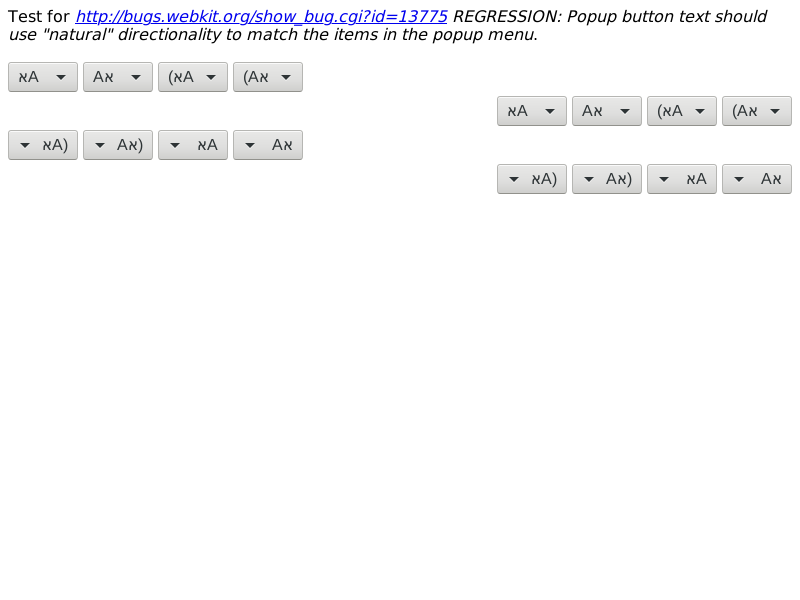 Test for http://bugs.webkit.org/show_bug.cgi?id=13775 REGRESSION: Popup button text should
use "natural" directionality to match the items in the popup menu.
אA Aא (אA (Aא
אA Aא (אA (Aא
אA) Aא) אA Aא
אA) Aא) אA Aא